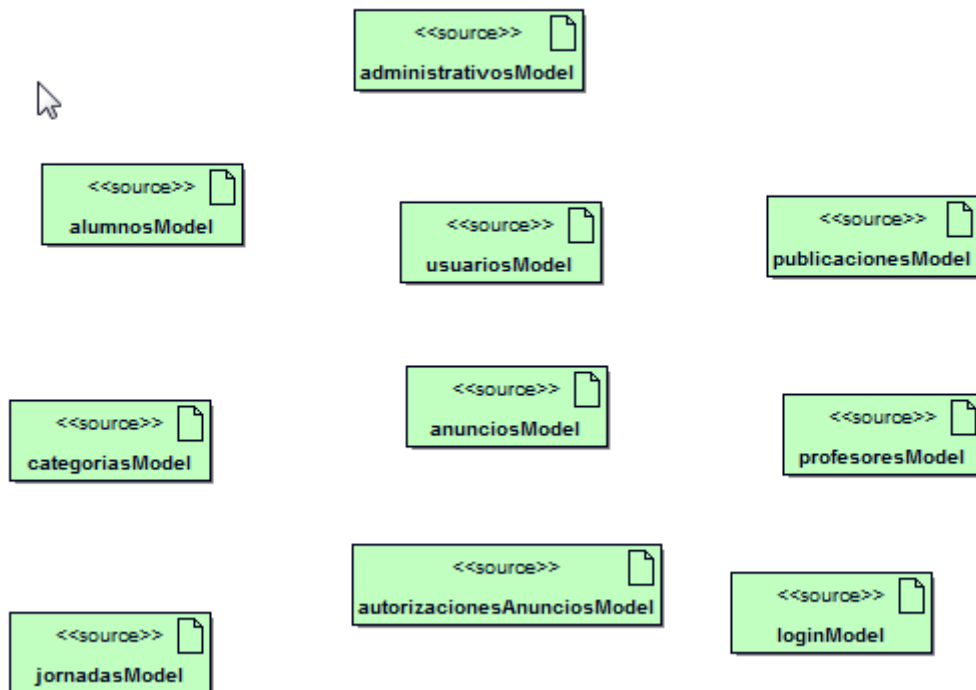 <<source>>
administrativosModel
<<source>>
alumnosModel
<<source>>
usuariosModel
<<source>>
publicacionesModel
<<source>>
categoriasModel
<<source>>
anunciosModel
<<source>>
profesoresModel
<<source>>
jornadasModel
<<source>>
autorizacionesAnunciosModel
<<source>>
loginModel